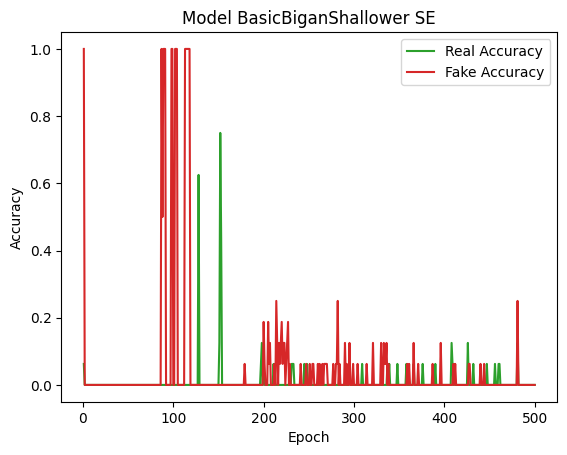 Model BasicBiganShallower SE
Real Accuracy
Fake Accuracy
1.0
0.8
0.6
0.4
0.2
0.0
Accuracy
0 100 200 300 400 500
Epoch